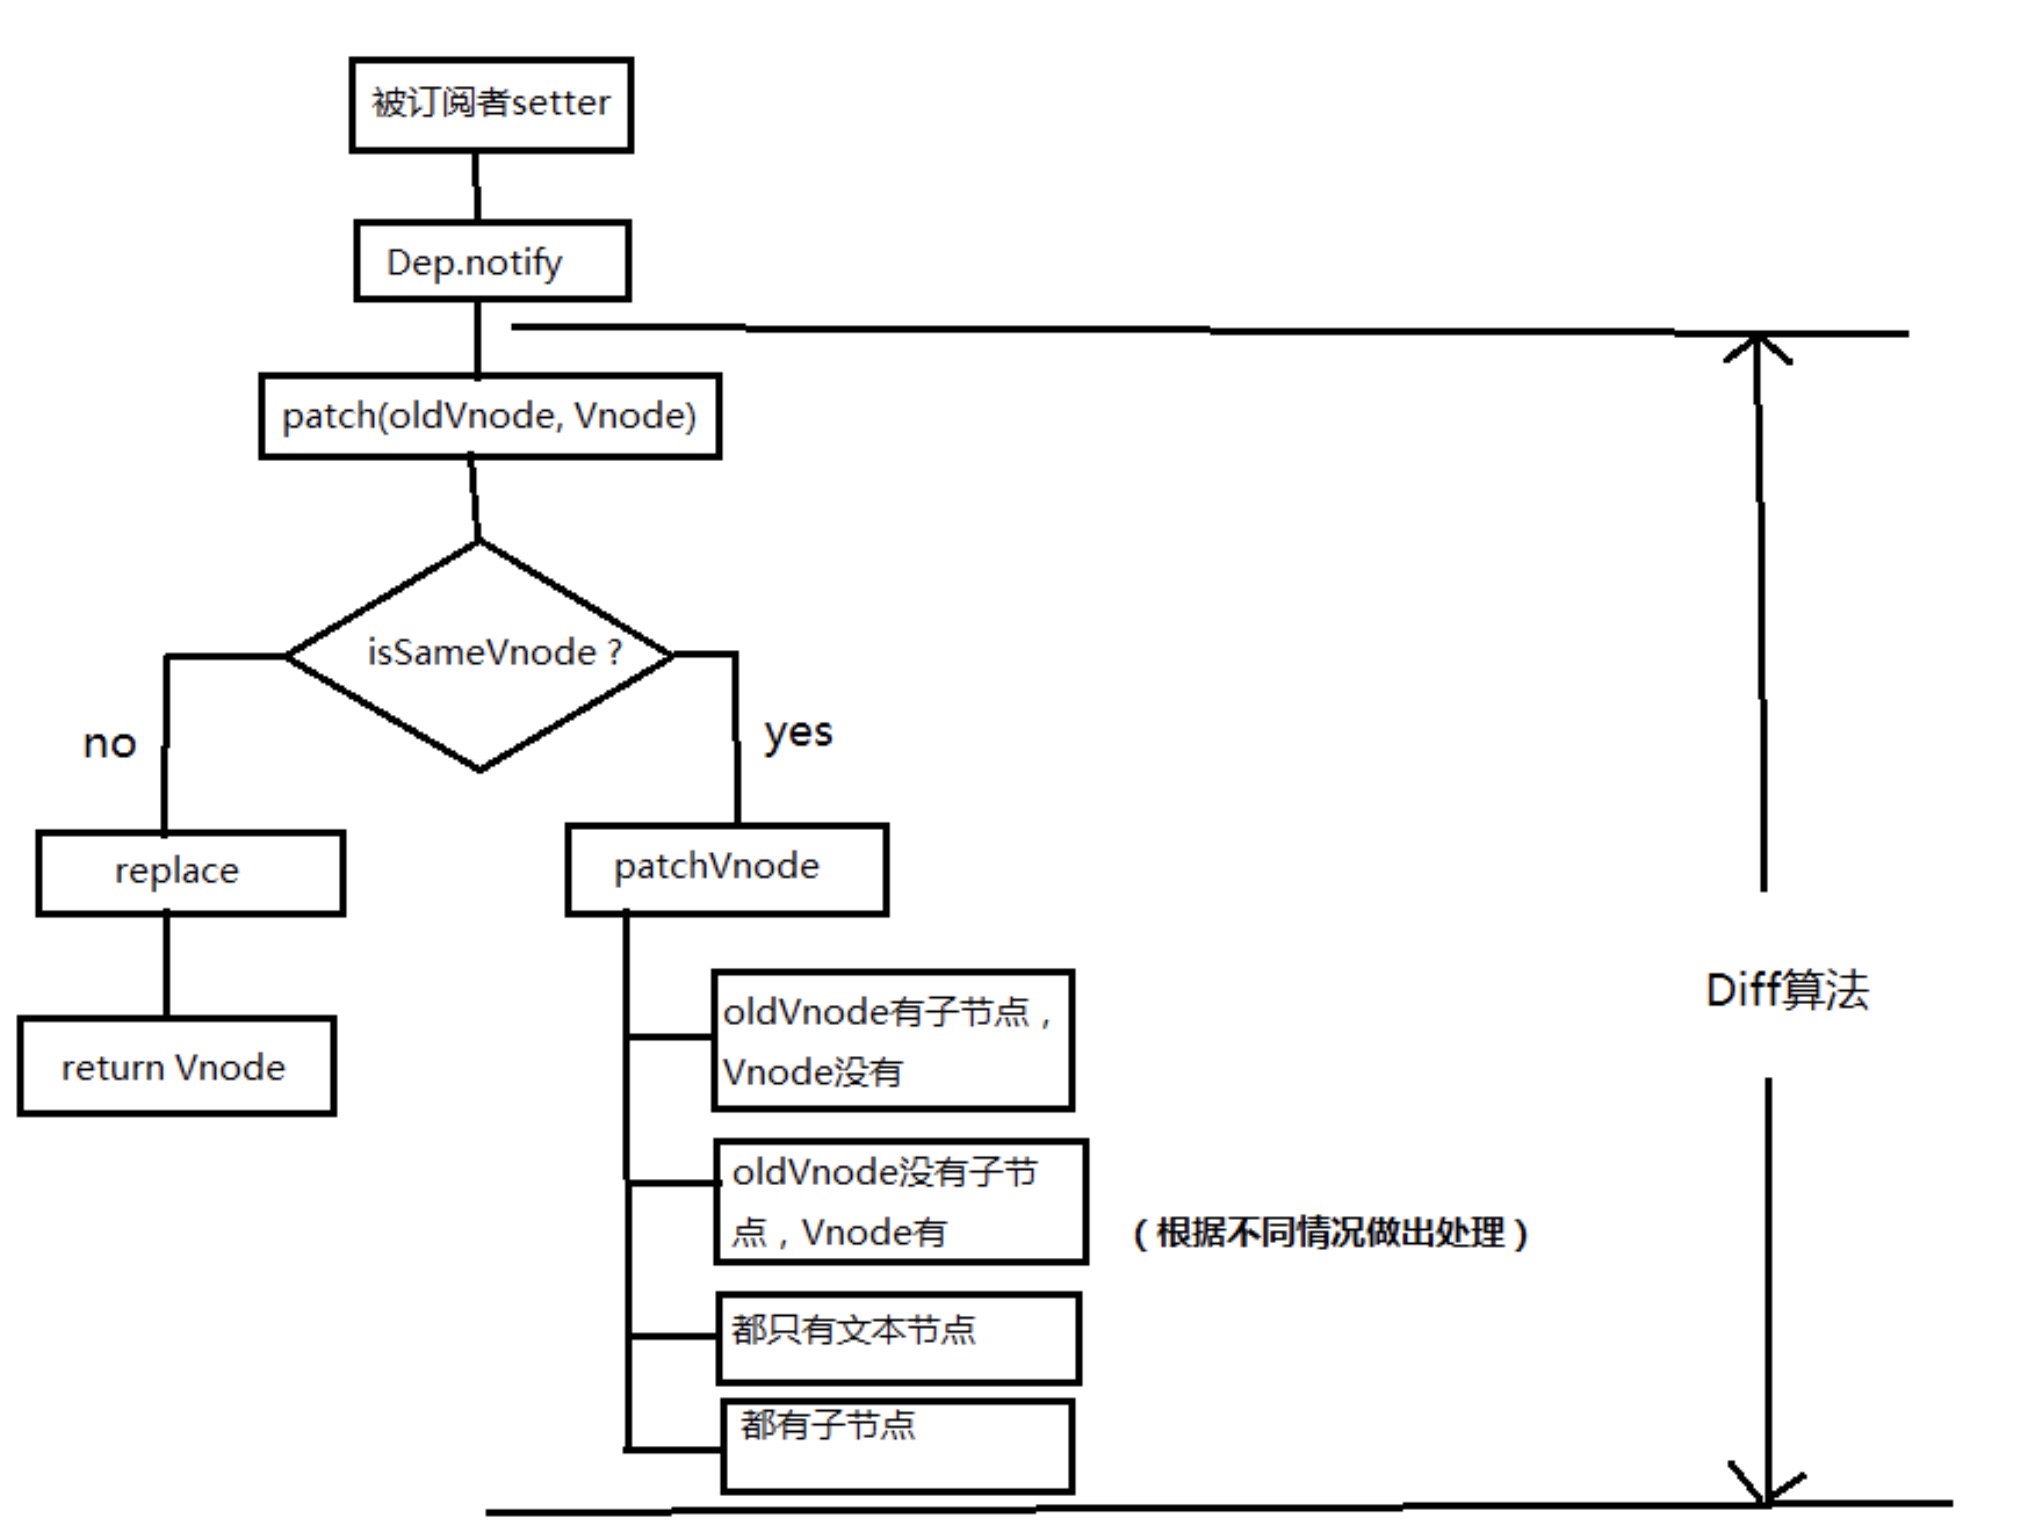 被订阅者setter
Dep.notify
patch(oldVnode, Vnode)
isSameVnode ?
no
yes
replace
patchVnode
return Vnode
oldVnode有子节点，
Vnode没有
oldVnode没有子节
点，Vnode有
（根据不同情况做出处理）
都只有文本节点
都有子节点
Diff算法